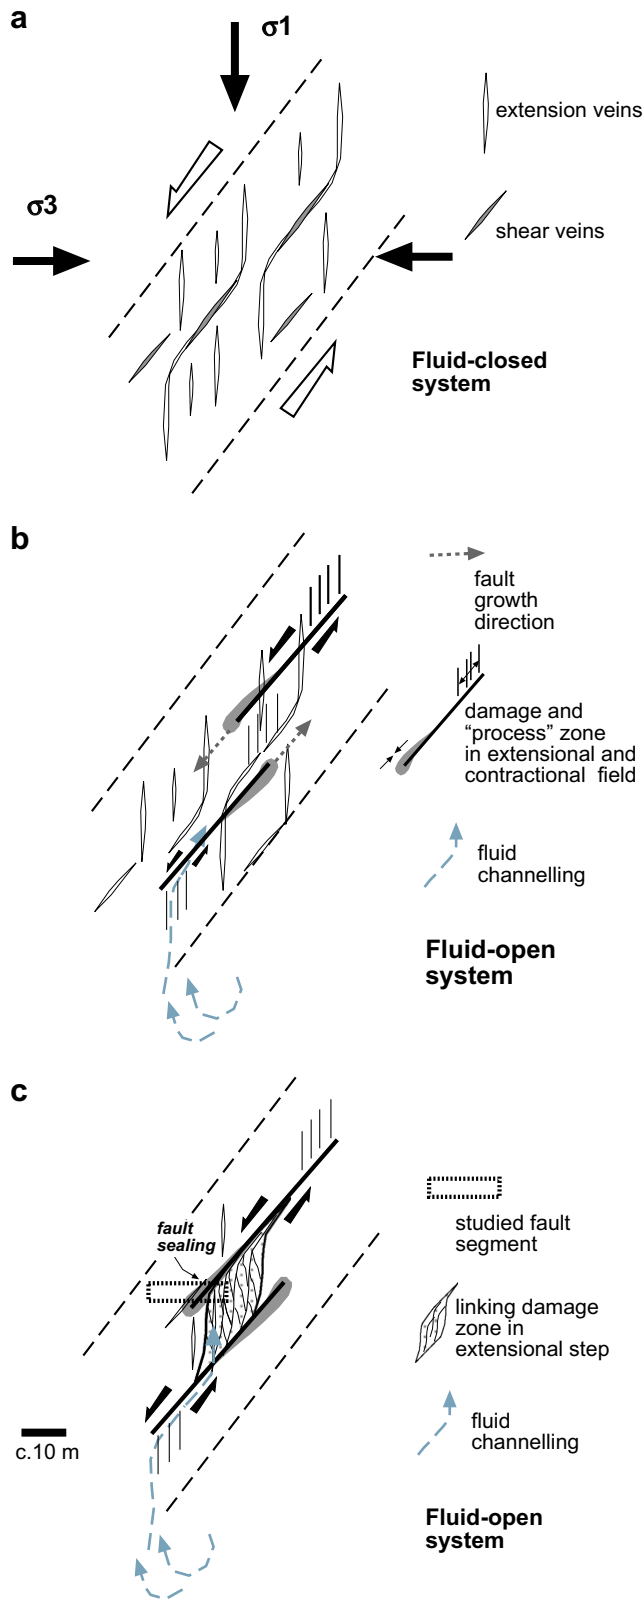 a
σ1
extension veins
σ3
shear veins
Fluid-closed
system
b
fault
growth
direction
damage and
“process” zone
in extensional and
contractional field
fluid
channelling
Fluid-open
system
c
fault
sealing
studied fault
segment
linking damage
zone in
extensional step
c.10 m
fluid
channelling
Fluid-open
system